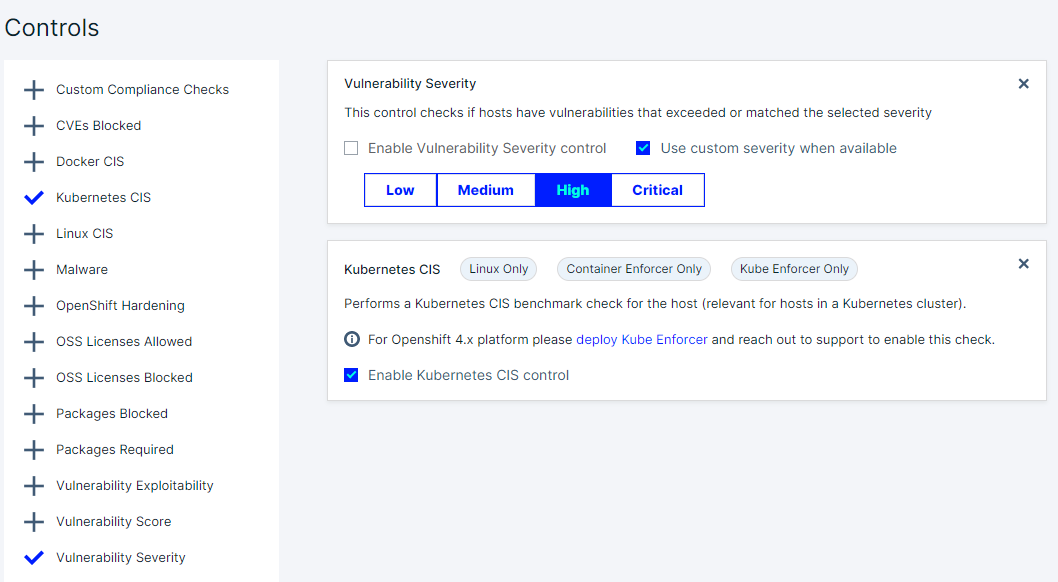 Controls
Custom Compliance Checks
CVEs Blocked
Docker CIS
Kubernetes CIS
Linux CIS
Malware
OpenShift Hardening
OSS Licenses Allowed
OSS Licenses Blocked
Packages Blocked
Packages Required
Vulnerability Exploitability
Vulnerability Score
Vulnerability Severity
Vulnerability Severity
This control checks if hosts have vulnerabilities that exceeded or matched the selected severity
Enable Vulnerability Severity control Use custom severity when available
Low Medium High Critical
Kubernetes CIS Linux Only Container Enforcer Only Kube Enforcer Only
Performs a Kubernetes CIS benchmark check for the host (relevant for hosts in a Kubernetes cluster).
For Openshift 4.x platform please deploy Kube Enforcer and reach out to support to enable this check.
Enable Kubernetes CIS control